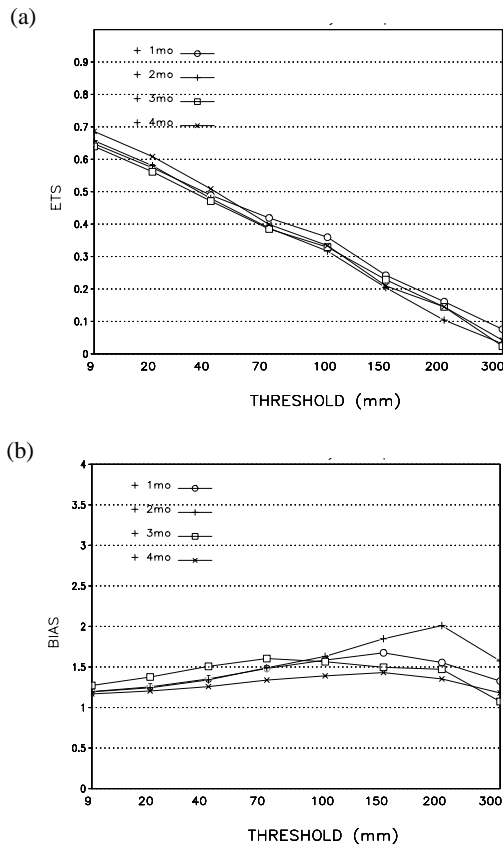 (a)
+ 1mo
+ 2mo
+ 3mo
+ 4mo
0.9
0.8
0.7
0.6
0.5
0.4
0.3
0.2
0.1
0
ETS
9 20 40 70 100 150 200 300
THRESHOLD (mm)
(b)
+ 1mo
+ 2mo
+ 3mo
+ 4mo
4
3.5
3
2.5
2
1.5
1
0.5
0
BIAS
9 20 40 70 100 150 200 300
THRESHOLD (mm)